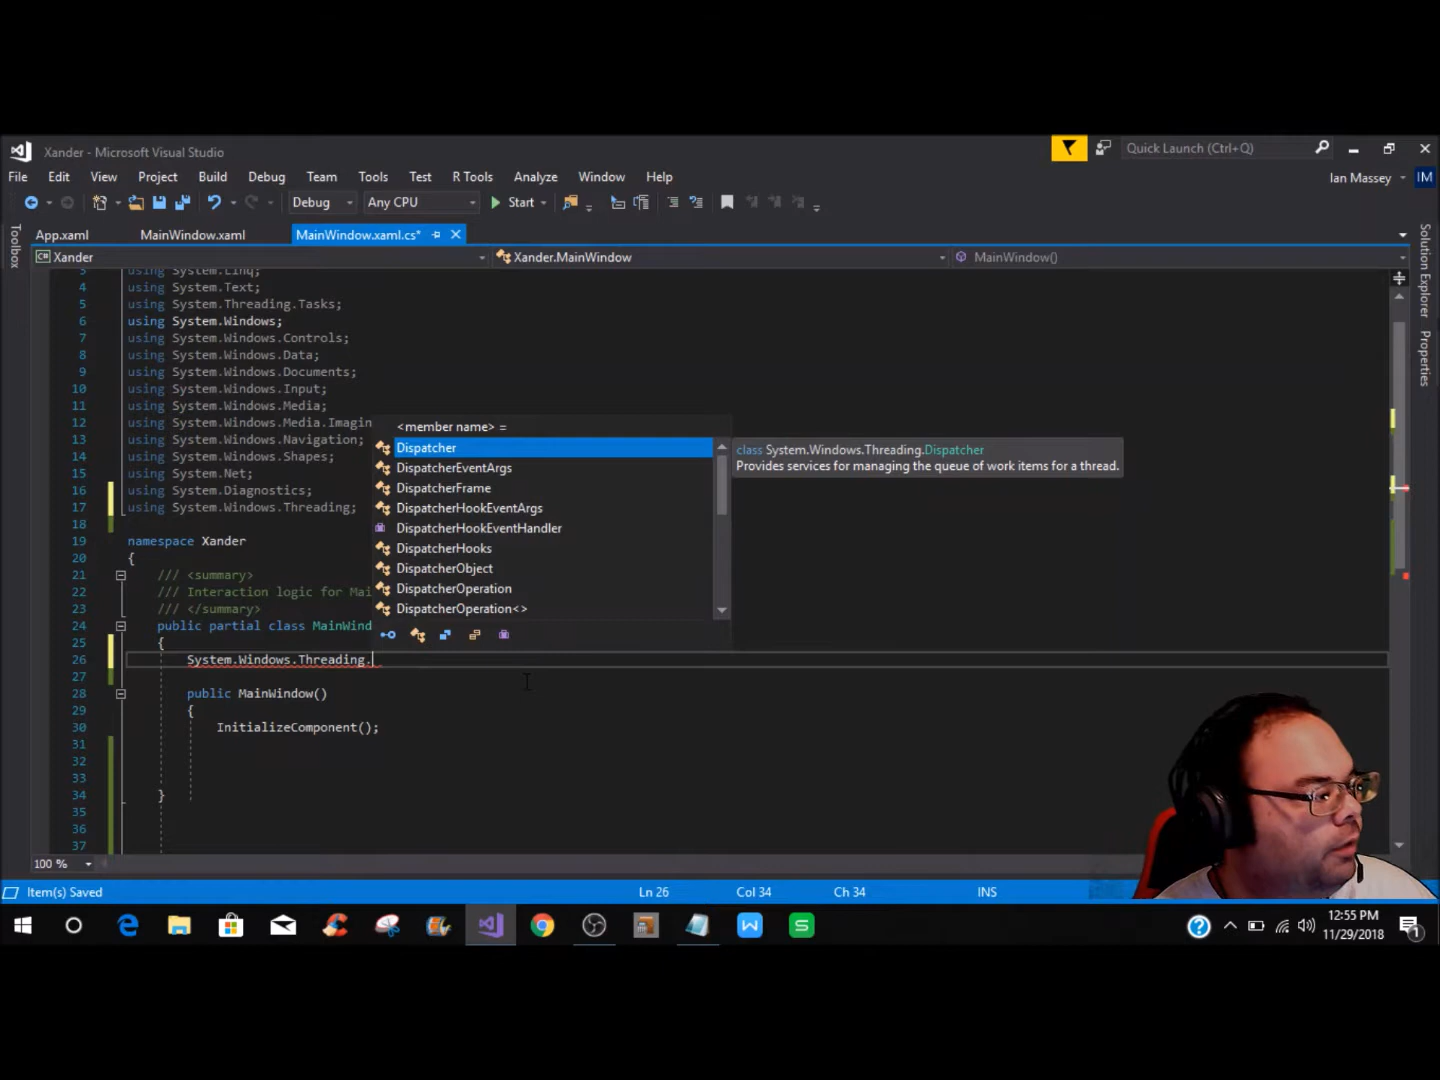 Xander - Microsoft Visual Studio
Quick Launch (Ctrl+Q)
File Edit View Project Build Debug Team Tools Test R Tools Analyze Window Help
Ian Massey IM
Debug Any CPU Start
App.xaml MainWindow.xaml MainWindow.xaml.cs*
Toolbox
Solution Explorer
Properties
C# Xander Xander.MainWindow MainWindow()
3 using System.Linq;
4 using System.Text;
5 using System.Threading.Tasks;
6 using System.Windows;
7 using System.Windows.Controls;
8 using System.Windows.Data;
9 using System.Windows.Documents;
10 using System.Windows.Input;
11 using System.Windows.Media;
12 using System.Windows.Media.Imagin
13 using System.Windows.Navigation;
14 using System.Windows.Shapes;
15 using System.Net;
16 using System.Diagnostics;
17 using System.Windows.Threading;
18
19 namespace Xander
20 {
21 /// <summary>
22 /// Interaction logic for Mai
23 /// </summary>
24 public partial class MainWind
25 {
26 System.Windows.Threading.
27
28 public MainWindow()
29 {
30 InitializeComponent();
31
32
33
34 }
35
36
37
<member name> =
Dispatcher
DispatcherEventArgs
DispatcherFrame
DispatcherHookEventArgs
DispatcherHookEventHandler
DispatcherHooks
DispatcherObject
DispatcherOperation
DispatcherOperation<>
class System.Windows.Threading.Dispatcher
Provides services for managing the queue of work items for a thread.
100 %
Item(s) Saved Ln 26 Col 34 Ch 34 INS
W S
12:55 PM
11/29/2018
1